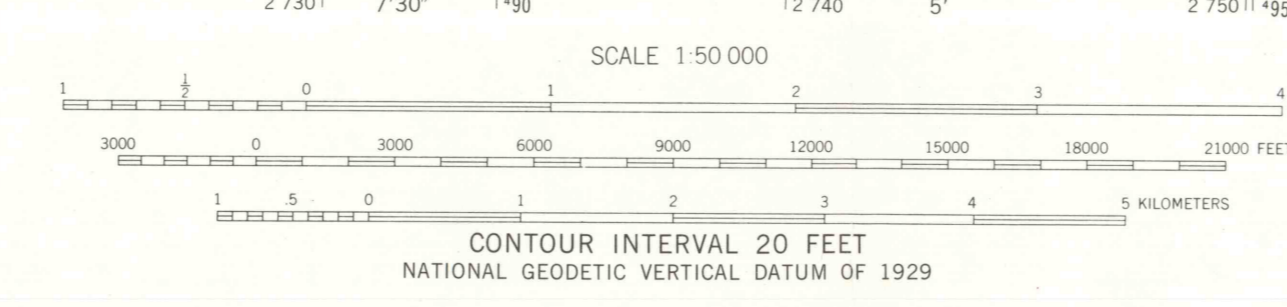 2 730 7'30" 490 2 740 5' 2 750 495
SCALE 1:50 000
1 1/2 0 1 2 3 4
3000 0 3000 6000 9000 12000 15000 18000 21000 FEET
1 .5 0 1 2 3 4 5 KILOMETERS
CONTOUR INTERVAL 20 FEET
NATIONAL GEODETIC VERTICAL DATUM OF 1929